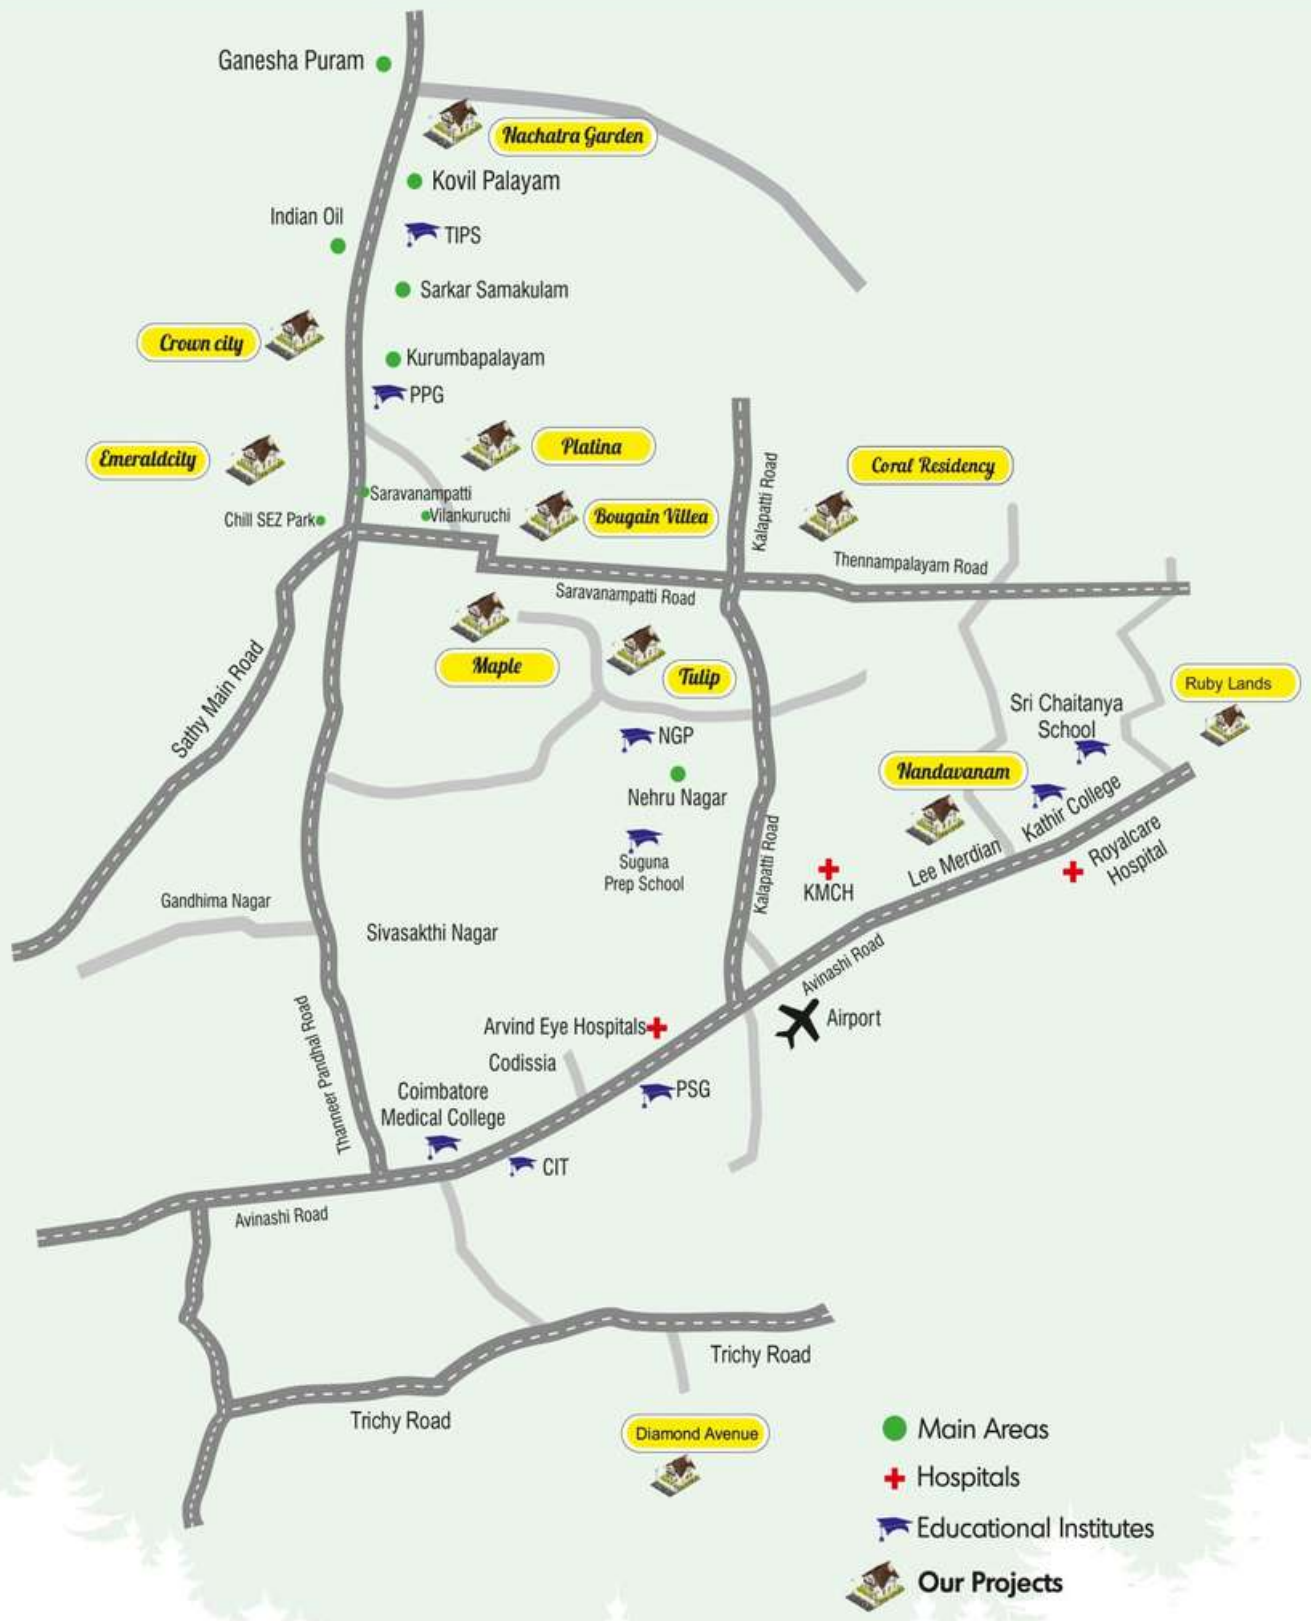 Ganesha Puram
Nachatra Garden
Kovil Palayam
Indian Oil
TIPS
Sarkar Samakulam
Crown city
Kurumbapalayam
PPG
Emeraldcity
Platina
Coral Residency
Kalapatti Road
Saravanampatti
Chill SEZ Park
Vilankuruchi
Bougain Villea
Thennampalayam Road
Saravanampatti Road
Maple
Tulip
Sathy Main Road
Ruby Lands
Sri Chaitanya
School
NGP
Nandavanam
Nehru Nagar
Kathir College
Lee Merdian
Royalcare
Hospital
Suguna
Prep School
Kalapatti Road
KMCH
Gandhima Nagar
Sivasakthi Nagar
Avinashi Road
Thanneer Pandhal Road
Arvind Eye Hospitals
Airport
Codissia
Coimbatore
Medical College
PSG
CIT
Avinashi Road
Trichy Road
Trichy Road
Diamond Avenue
Main Areas
Hospitals
Educational Institutes
Our Projects